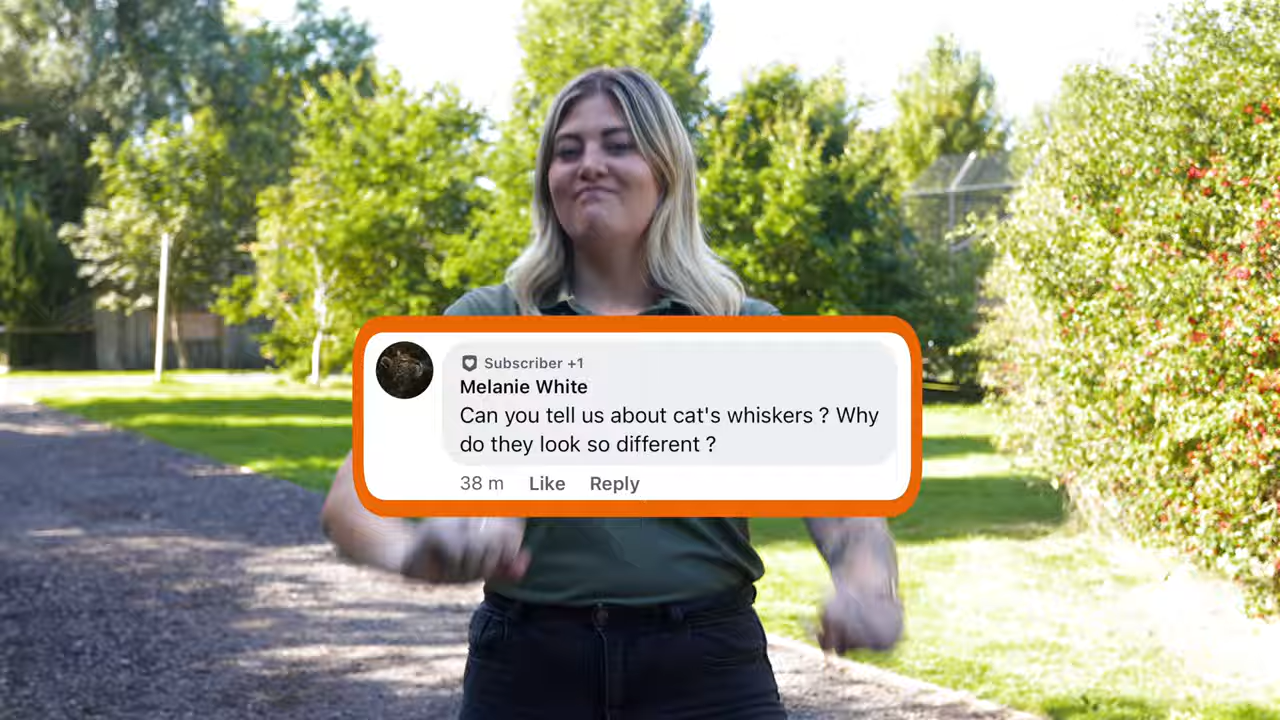 Subscriber +1
Melanie White
Can you tell us about cat's whiskers ? Why
do they look so different ?
38 m Like Reply